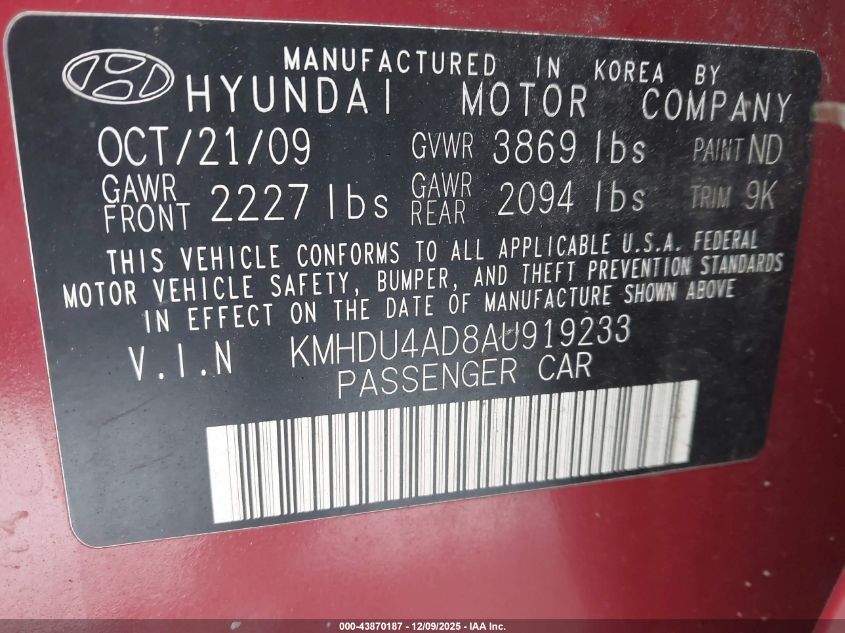 MANUFACTURED IN KOREA BY
HYUNDAI MOTOR COMPANY
OCT/21/09 GVWR 3869 lbs PAINT ND
GAWR FRONT 2227 lbs GAWR REAR 2094 lbs TRIM 9K
THIS VEHICLE CONFORMS TO ALL APPLICABLE U.S.A. FEDERAL
MOTOR VEHICLE SAFETY, BUMPER, AND THEFT PREVENTION STANDARDS
IN EFFECT ON THE DATE OF MANUFACTURE SHOWN ABOVE
V.I.N KMHDU4AD8AU919233
PASSENGER CAR
000-43870187 - 12/09/2025 - IAA Inc.